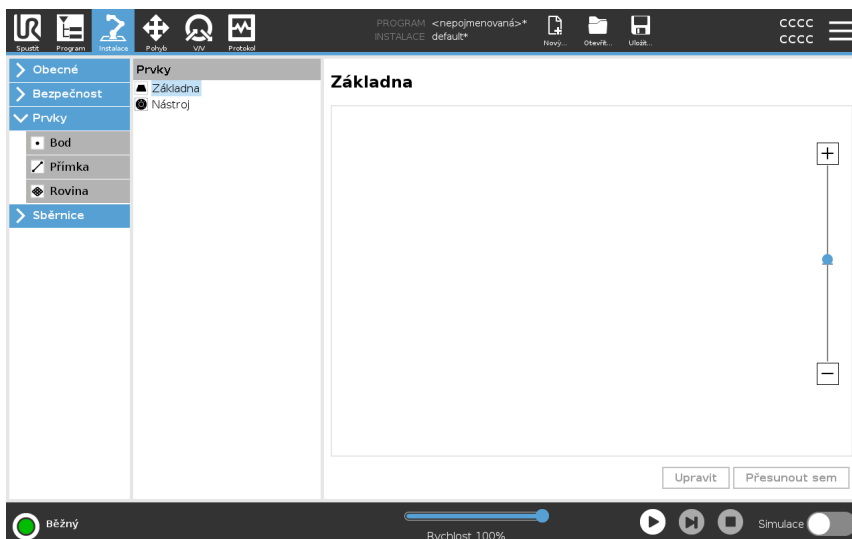 UR
PROGRAM <nepojmenovaná>*
INSTALACE default*
CCCC
CCCC
Spustit Program Instalace Pohyb V/V Protokol Nový... Otevřít... Uložit...
Obecné
Bezpečnost
Prvky
Bod
Přímka
Rovina
Sběrnice
Prvky
Základna
Nástroj
Základna
Upravit Přesunout sem
Běžný
Rychlost 100%
Simulace